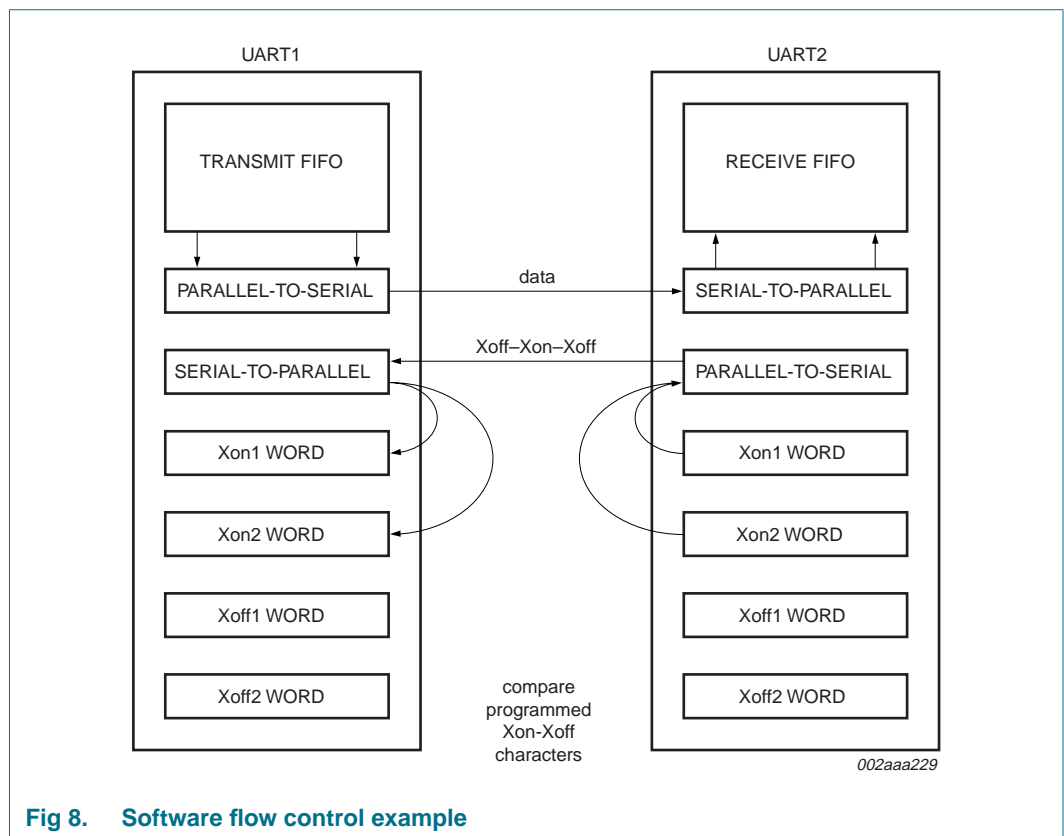 UART1
UART2
TRANSMIT FIFO
RECEIVE FIFO
PARALLEL-TO-SERIAL
data
SERIAL-TO-PARALLEL
SERIAL-TO-PARALLEL
Xoff–Xon–Xoff
PARALLEL-TO-SERIAL
Xon1 WORD
Xon1 WORD
Xon2 WORD
Xon2 WORD
Xoff1 WORD
Xoff1 WORD
Xoff2 WORD
Xoff2 WORD
compare
programmed
Xon-Xoff
characters
002aaa229
Fig 8. Software flow control example